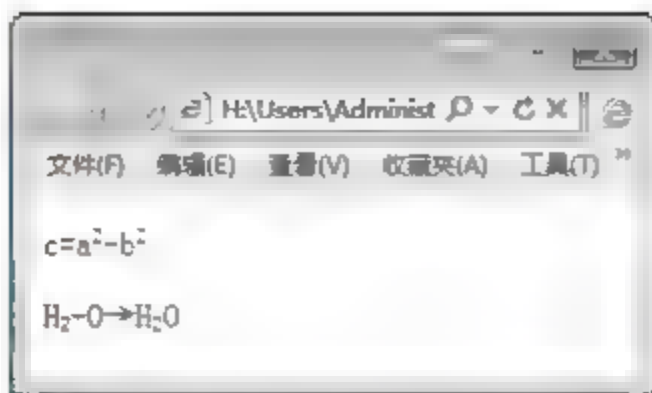 H:\Users\Administ
文件(F) 编辑(E) 查看(V) 收藏夹(A) 工具(T) »
c=a²-b²
H₂-O→H₂O